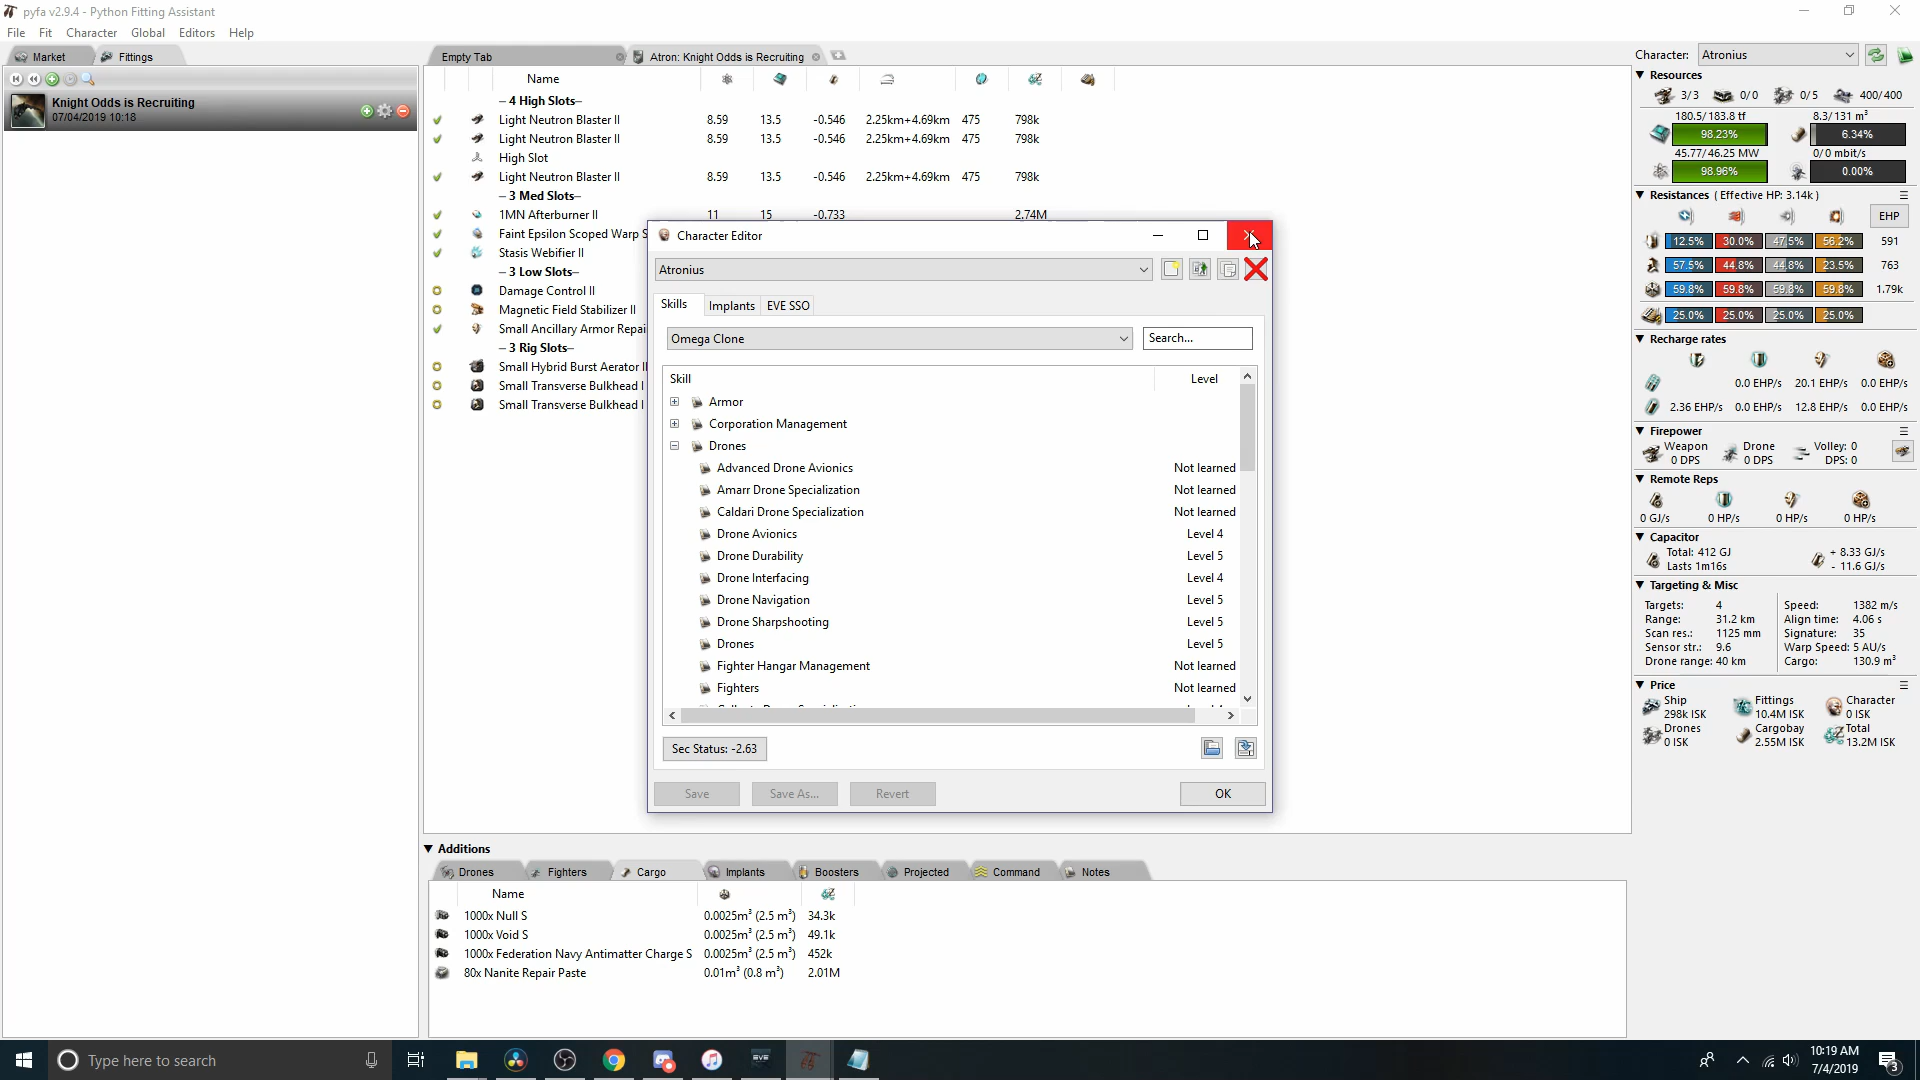 pyfa v2.9.4 - Python Fitting Assistant
File Fit Character Global Editors Help
Market Fittings
Knight Odds is Recruiting
07/04/2019 10:18
Empty Tab Atron: Knight Odds is Recruiting
Name
– 4 High Slots–
Light Neutron Blaster II 8.59 13.5 -0.546 2.25km+4.69km 475 798k
Light Neutron Blaster II 8.59 13.5 -0.546 2.25km+4.69km 475 798k
High Slot
Light Neutron Blaster II 8.59 13.5 -0.546 2.25km+4.69km 475 798k
– 3 Med Slots–
1MN Afterburner II 11 15 -0.733 2.74M
Faint Epsilon Scoped Warp S
Stasis Webifier II
– 3 Low Slots–
Damage Control II
Magnetic Field Stabilizer II
Small Ancillary Armor Repai
– 3 Rig Slots–
Small Hybrid Burst Aerator II
Small Transverse Bulkhead I
Small Transverse Bulkhead I
Character Editor
Atronius
Skills Implants EVE SSO
Omega Clone Search...
Skill Level
Armor
Corporation Management
Drones
Advanced Drone Avionics Not learned
Amarr Drone Specialization Not learned
Caldari Drone Specialization Not learned
Drone Avionics Level 4
Drone Durability Level 5
Drone Interfacing Level 4
Drone Navigation Level 5
Drone Sharpshooting Level 5
Drones Level 5
Fighter Hangar Management Not learned
Fighters Not learned
Sec Status: -2.63
Save Save As... Revert OK
Character: Atronius
Resources
3/3 0/0 0/5 400/400
180.5/183.8 tf 8.3/131 m³
98.23% 6.34%
45.77/46.25 MW 0/0 mbit/s
98.96% 0.00%
Resistances (Effective HP: 3.14k)
EHP
12.5% 30.0% 47.5% 56.2% 591
57.5% 44.8% 44.8% 23.5% 763
59.8% 59.8% 59.8% 59.8% 1.79k
25.0% 25.0% 25.0% 25.0%
Recharge rates
0.0 EHP/s 20.1 EHP/s 0.0 EHP/s
2.36 EHP/s 0.0 EHP/s 12.8 EHP/s 0.0 EHP/s
Firepower
Weapon Drone Volley: 0
0 DPS 0 DPS DPS: 0
Remote Reps
0 GJ/s 0 HP/s 0 HP/s 0 HP/s
Capacitor
Total: 412 GJ + 8.33 GJ/s
Lasts 1m16s - 11.6 GJ/s
Targeting & Misc
Targets: 4 Speed: 1382 m/s
Range: 31.2 km Align time: 4.06 s
Scan res.: 1125 mm Signature: 35
Sensor str.: 9.6 Warp Speed: 5 AU/s
Drone range: 40 km Cargo: 130.9 m³
Price
Ship Fittings Character
298k ISK 10.4M ISK 0 ISK
Drones Cargobay Total
0 ISK 2.55M ISK 13.2M ISK
Additions
Drones Fighters Cargo Implants Boosters Projected Command Notes
Name
1000x Null S 0.0025m³ (2.5 m³) 34.3k
1000x Void S 0.0025m³ (2.5 m³) 49.1k
1000x Federation Navy Antimatter Charge S 0.0025m³ (2.5 m³) 452k
80x Nanite Repair Paste 0.01m³ (0.8 m³) 2.01M
Type here to search
EVE
10:19 AM
7/4/2019
3